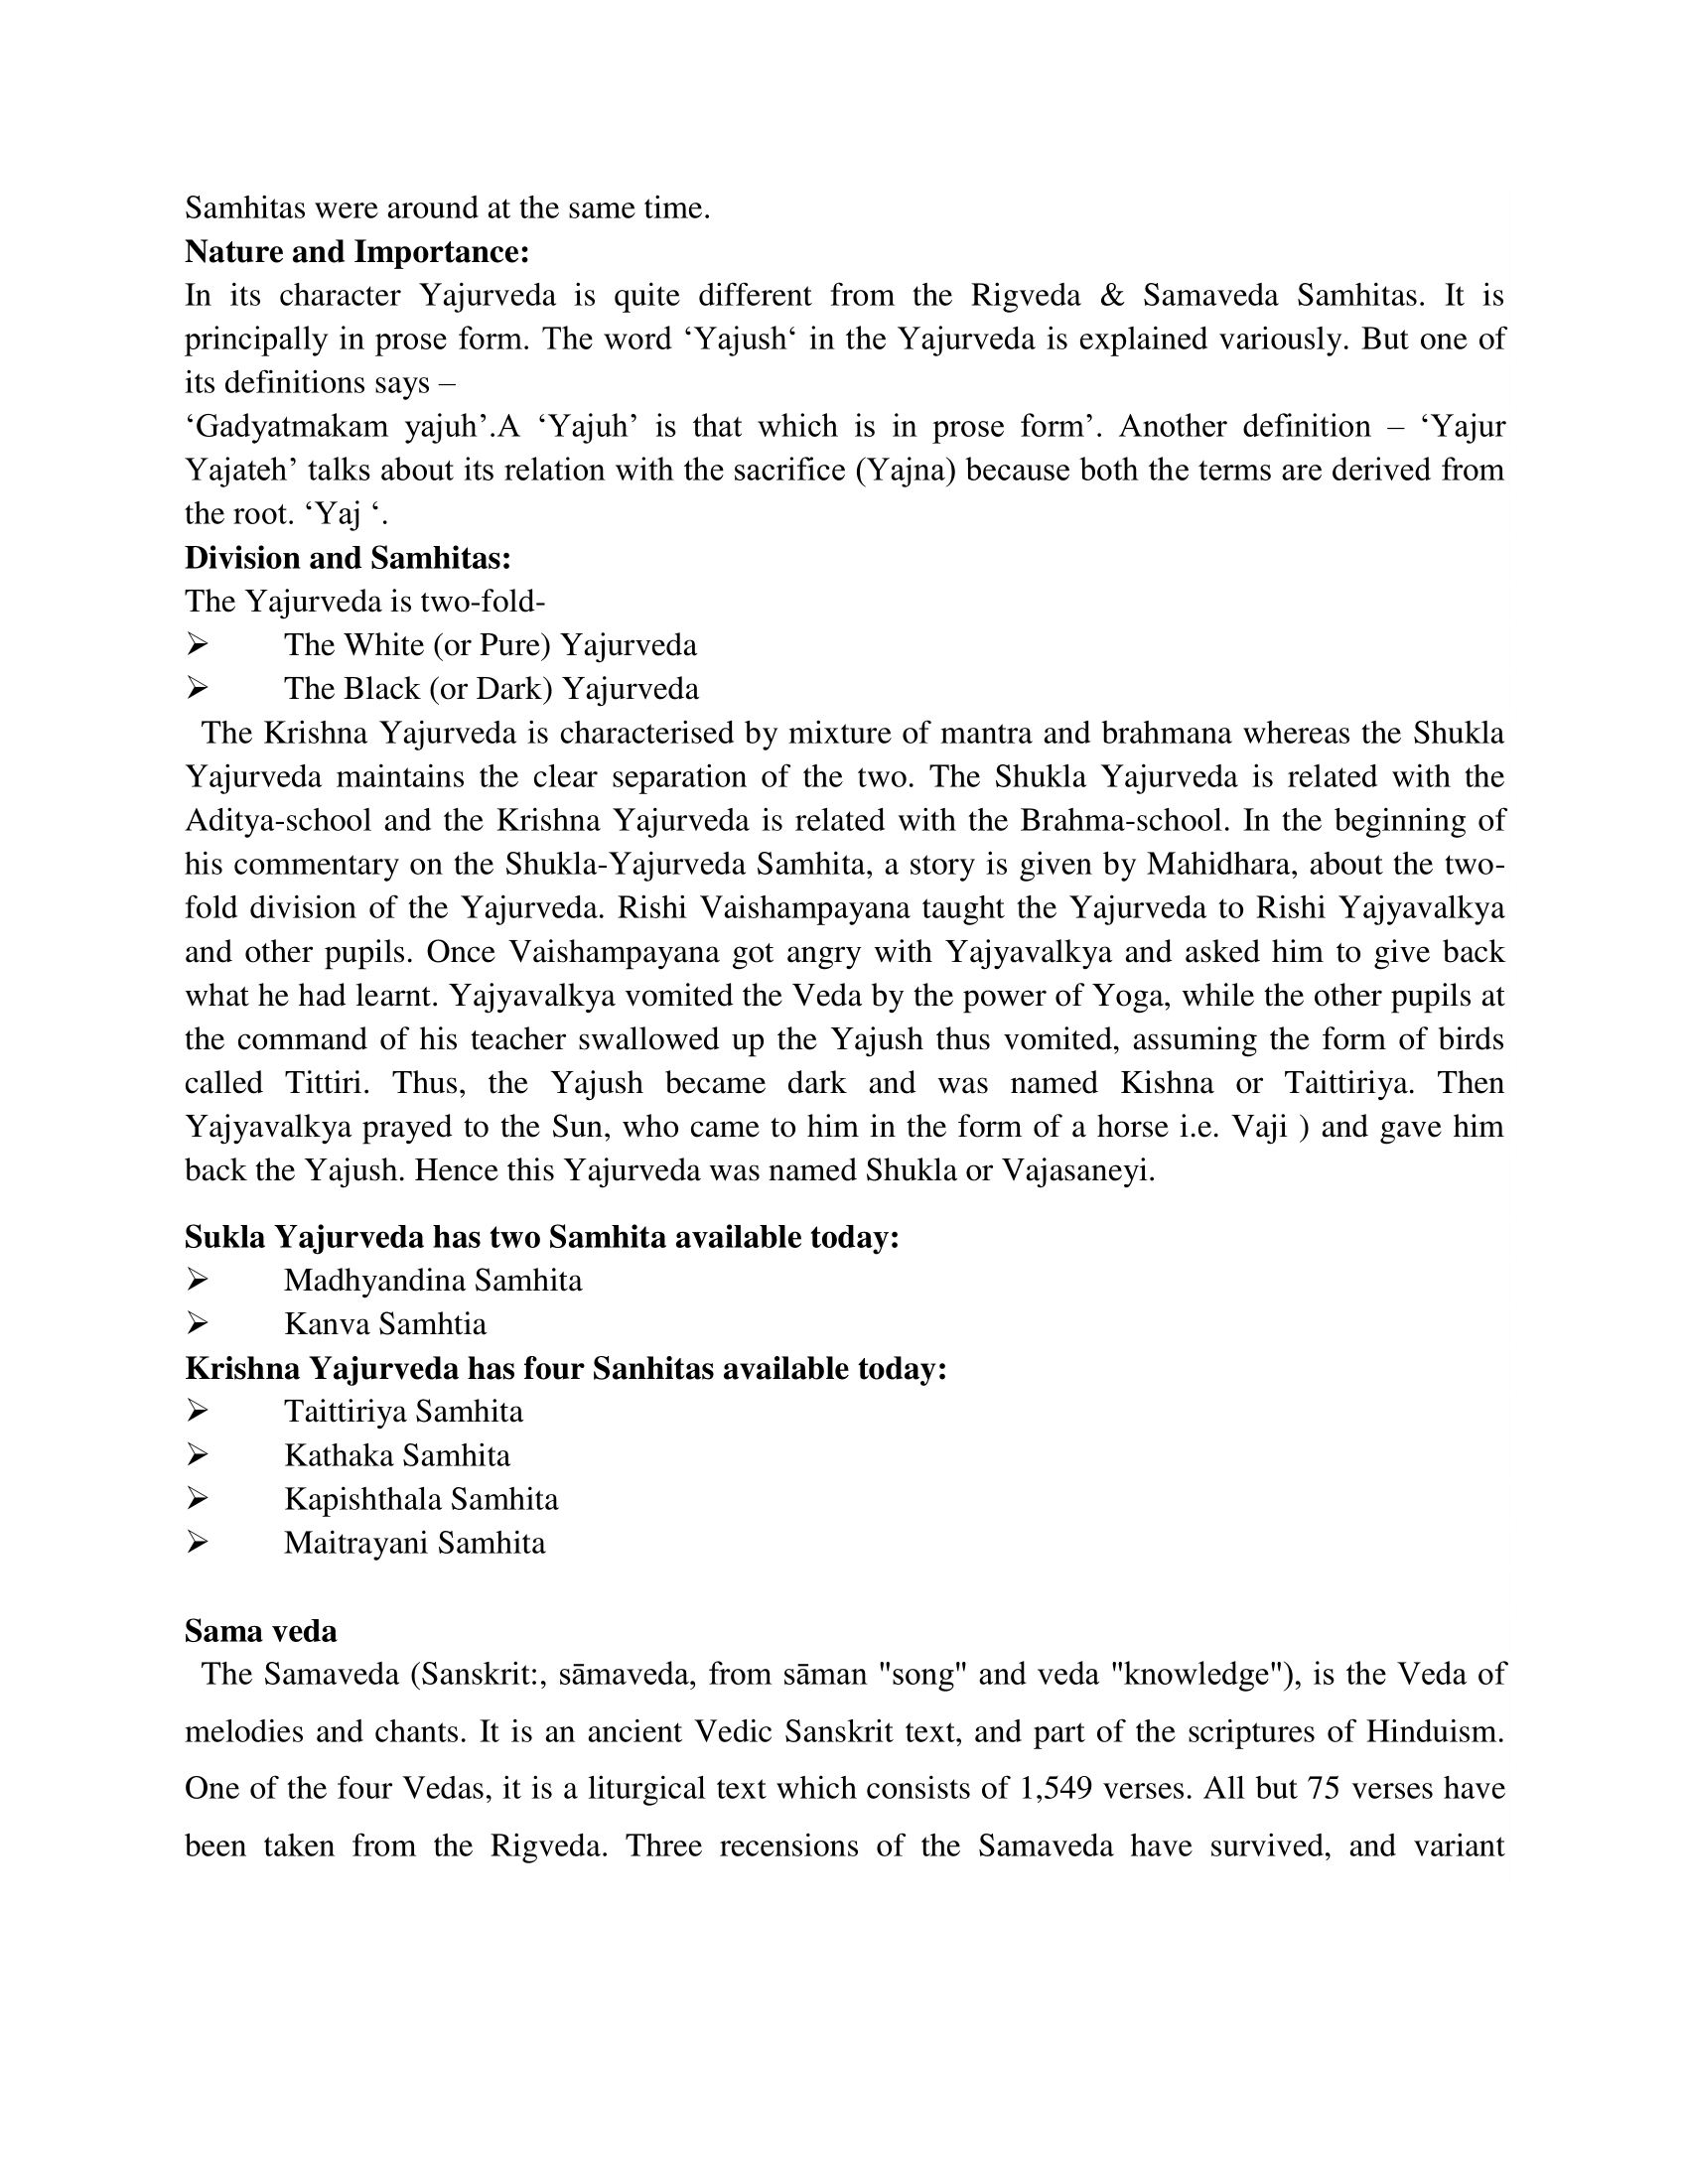 Samhitas were around at the same time.
Nature and Importance:
In its character Yajurveda is quite different from the Rigveda & Samaveda Samhitas. It is
principally in prose form. The word ‘Yajush‘ in the Yajurveda is explained variously. But one of
its definitions says –
‘Gadyatmakam yajuh’.A ‘Yajuh’ is that which is in prose form’. Another definition – ‘Yajur
Yajateh’ talks about its relation with the sacrifice (Yajna) because both the terms are derived from
the root. ‘Yaj ‘.
Division and Samhitas:
The Yajurveda is two-fold-
➢ The White (or Pure) Yajurveda
➢ The Black (or Dark) Yajurveda
The Krishna Yajurveda is characterised by mixture of mantra and brahmana whereas the Shukla
Yajurveda maintains the clear separation of the two. The Shukla Yajurveda is related with the
Aditya-school and the Krishna Yajurveda is related with the Brahma-school. In the beginning of
his commentary on the Shukla-Yajurveda Samhita, a story is given by Mahidhara, about the two-
fold division of the Yajurveda. Rishi Vaishampayana taught the Yajurveda to Rishi Yajyavalkya
and other pupils. Once Vaishampayana got angry with Yajyavalkya and asked him to give back
what he had learnt. Yajyavalkya vomited the Veda by the power of Yoga, while the other pupils at
the command of his teacher swallowed up the Yajush thus vomited, assuming the form of birds
called Tittiri. Thus, the Yajush became dark and was named Kishna or Taittiriya. Then
Yajyavalkya prayed to the Sun, who came to him in the form of a horse i.e. Vaji ) and gave him
back the Yajush. Hence this Yajurveda was named Shukla or Vajasaneyi.
Sukla Yajurveda has two Samhita available today:
➢ Madhyandina Samhita
➢ Kanva Samhtia
Krishna Yajurveda has four Sanhitas available today:
➢ Taittiriya Samhita
➢ Kathaka Samhita
➢ Kapishthala Samhita
➢ Maitrayani Samhita
Sama veda
The Samaveda (Sanskrit:, sāmaveda, from sāman "song" and veda "knowledge"), is the Veda of
melodies and chants. It is an ancient Vedic Sanskrit text, and part of the scriptures of Hinduism.
One of the four Vedas, it is a liturgical text which consists of 1,549 verses. All but 75 verses have
been taken from the Rigveda. Three recensions of the Samaveda have survived, and variant